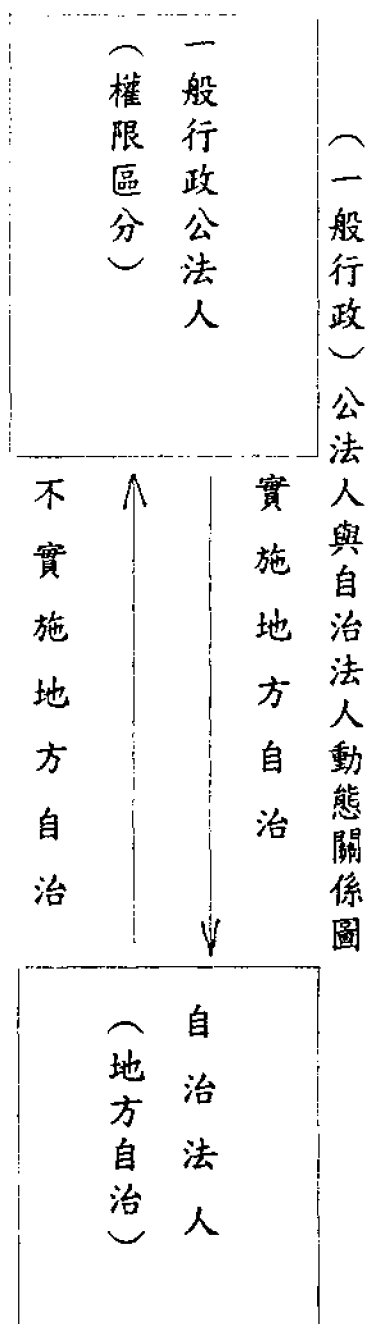 （一般行政）公法人與自治法人動態關係圖
一般行政公法人
（權限區分）
實施地方自治
不實施地方自治
自治法人
（地方自治）